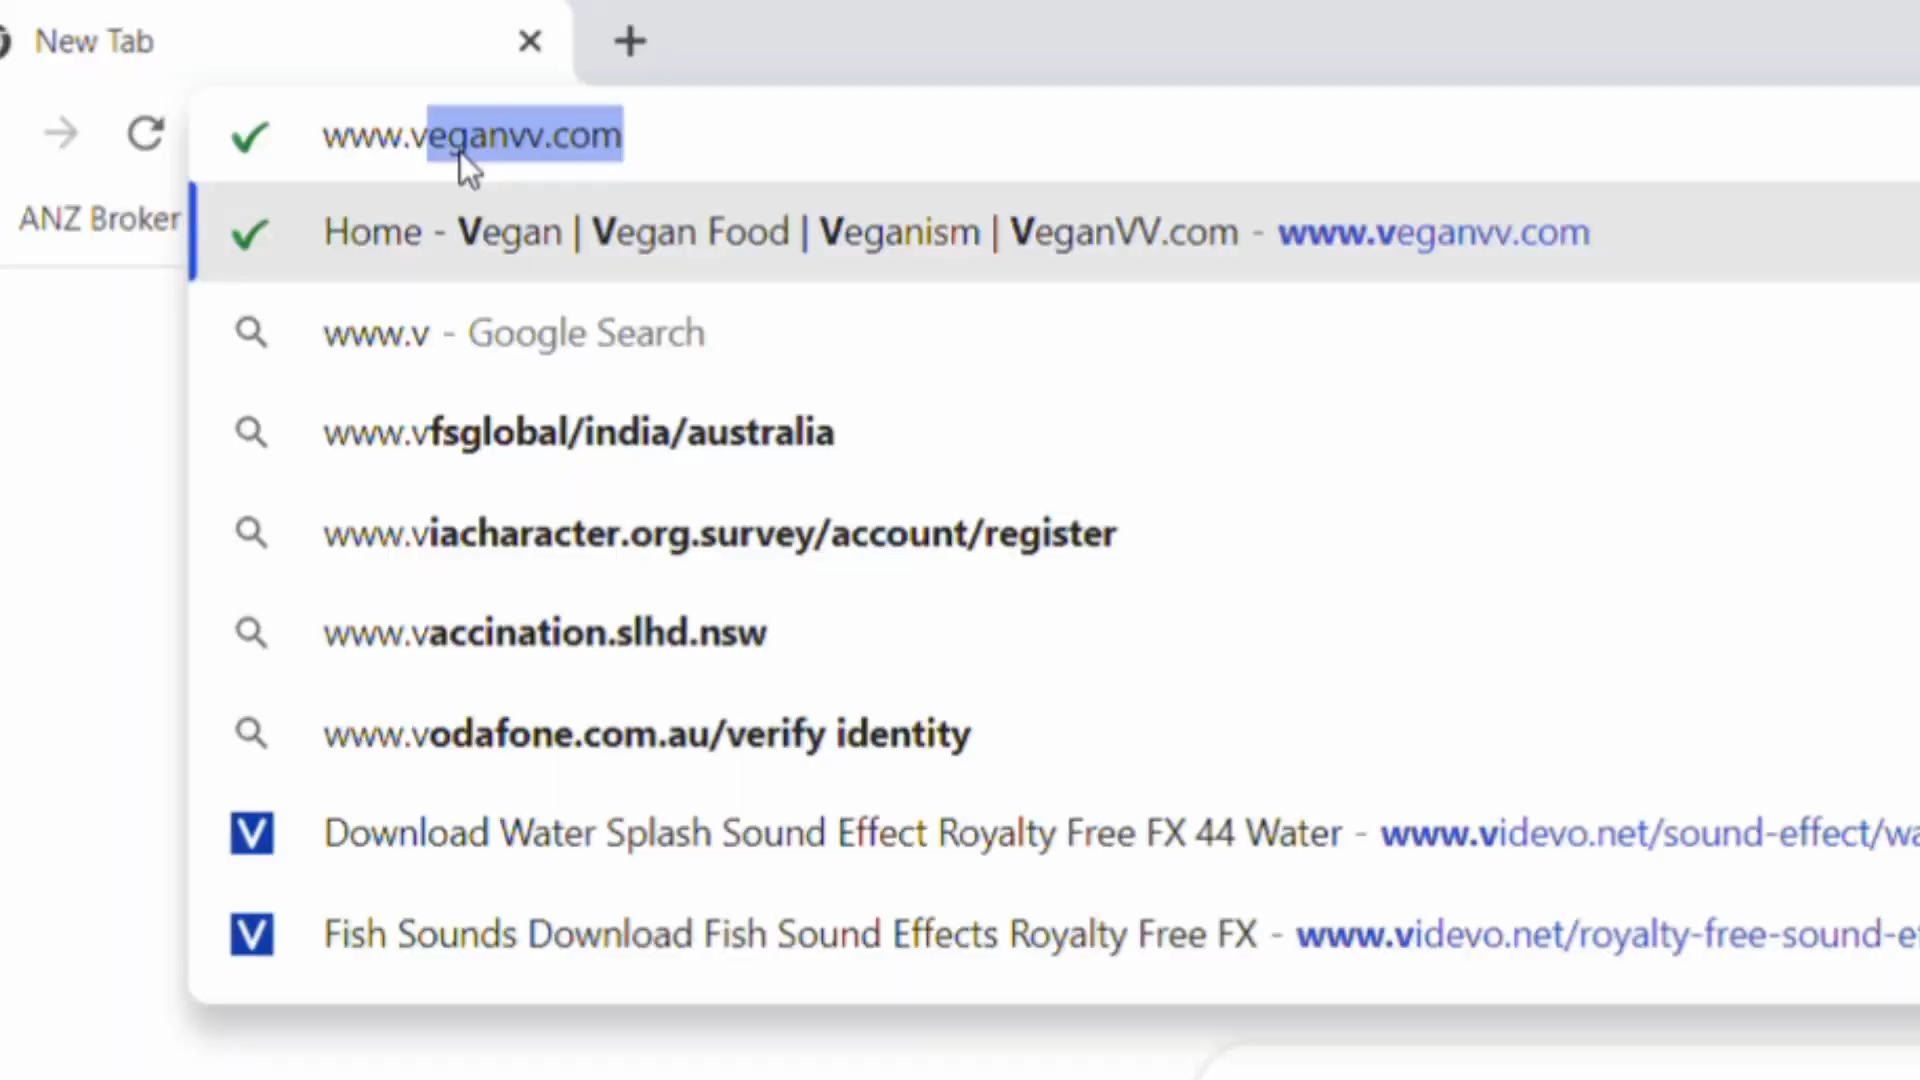 New Tab
www.veganvv.com
ANZ Broker
Home - Vegan | Vegan Food | Veganism | VeganVV.com - www.veganvv.com
www.v - Google Search
www.vfsglobal/india/australia
www.viacharacter.org.survey/account/register
www.vaccination.slhd.nsw
www.vodafone.com.au/verify identity
V Download Water Splash Sound Effect Royalty Free FX 44 Water - www.videvo.net/sound-effect/wa
V Fish Sounds Download Fish Sound Effects Royalty Free FX - www.videvo.net/royalty-free-sound-ef